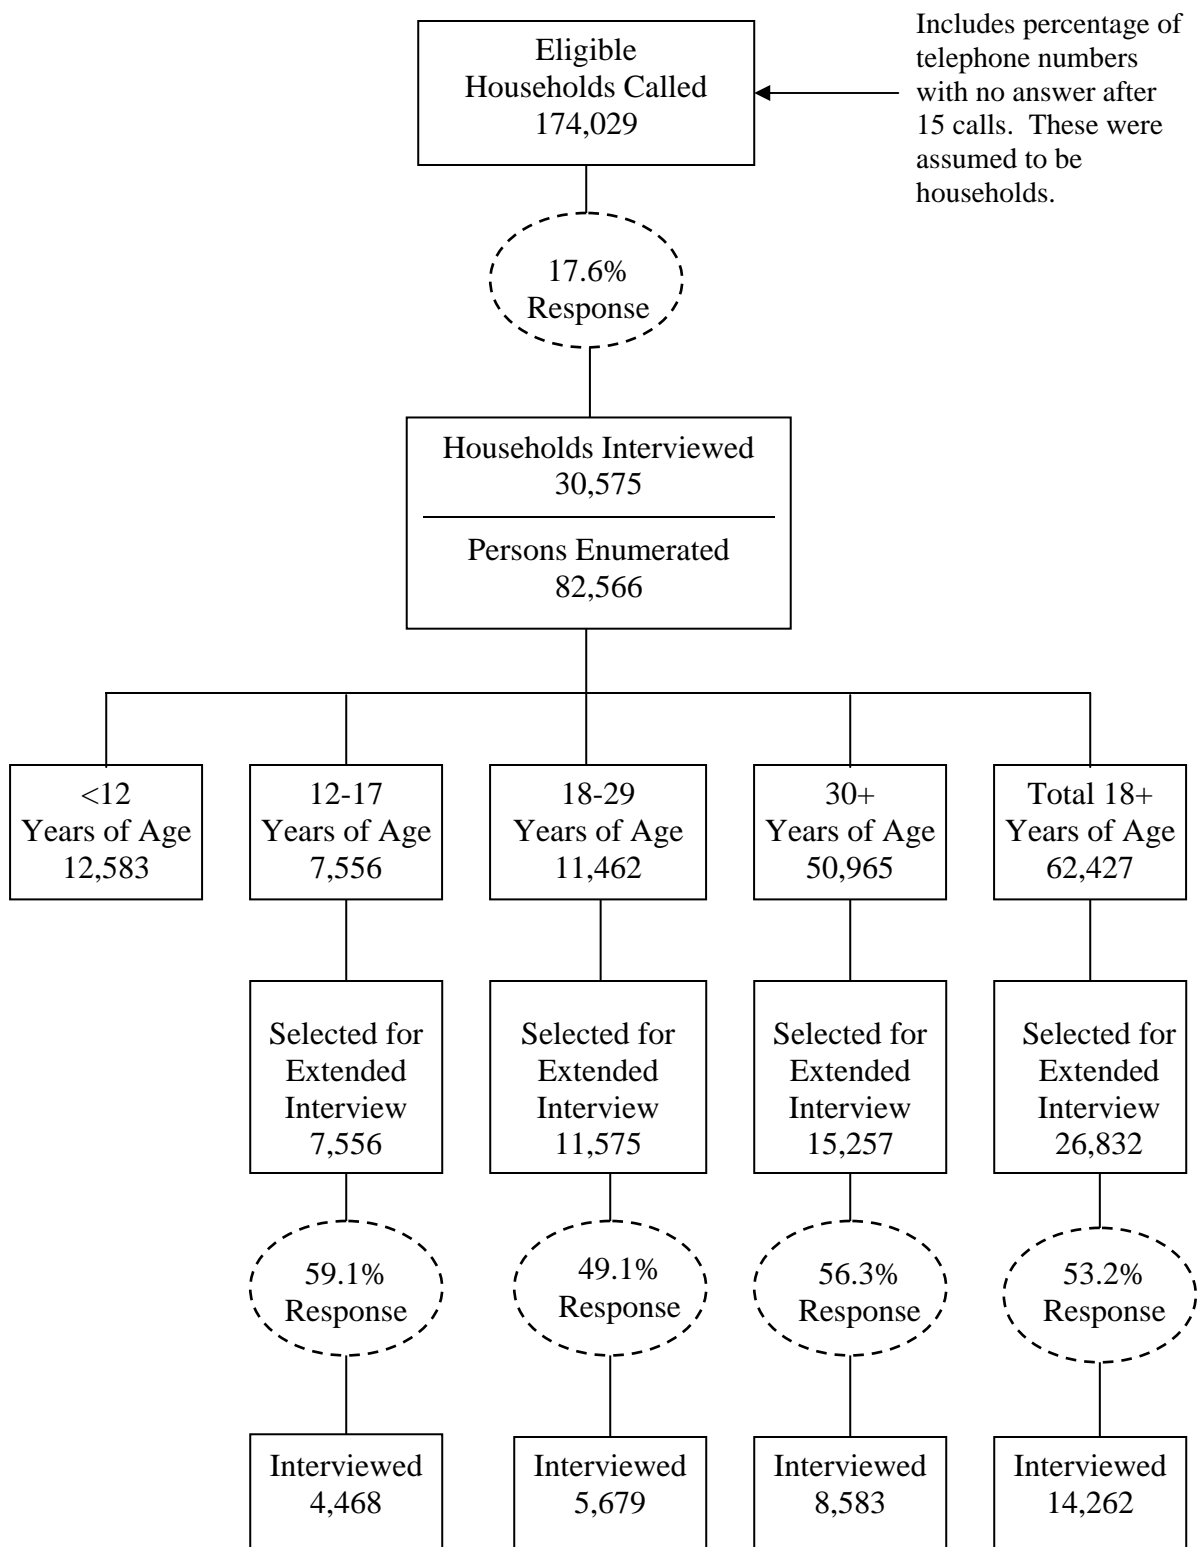 Eligible
Households Called
174,029
Includes percentage of
telephone numbers
with no answer after
15 calls.  These were
assumed to be
households.
17.6%
Response
Households Interviewed
30,575
Persons Enumerated
82,566
<12
Years of Age
12,583
12-17
Years of Age
7,556
18-29
Years of Age
11,462
30+
Years of Age
50,965
Total 18+
Years of Age
62,427
Selected for
Extended
Interview
7,556
Selected for
Extended
Interview
11,575
Selected for
Extended
Interview
15,257
Selected for
Extended
Interview
26,832
59.1%
Response
49.1%
Response
56.3%
Response
53.2%
Response
Interviewed
4,468
Interviewed
5,679
Interviewed
8,583
Interviewed
14,262